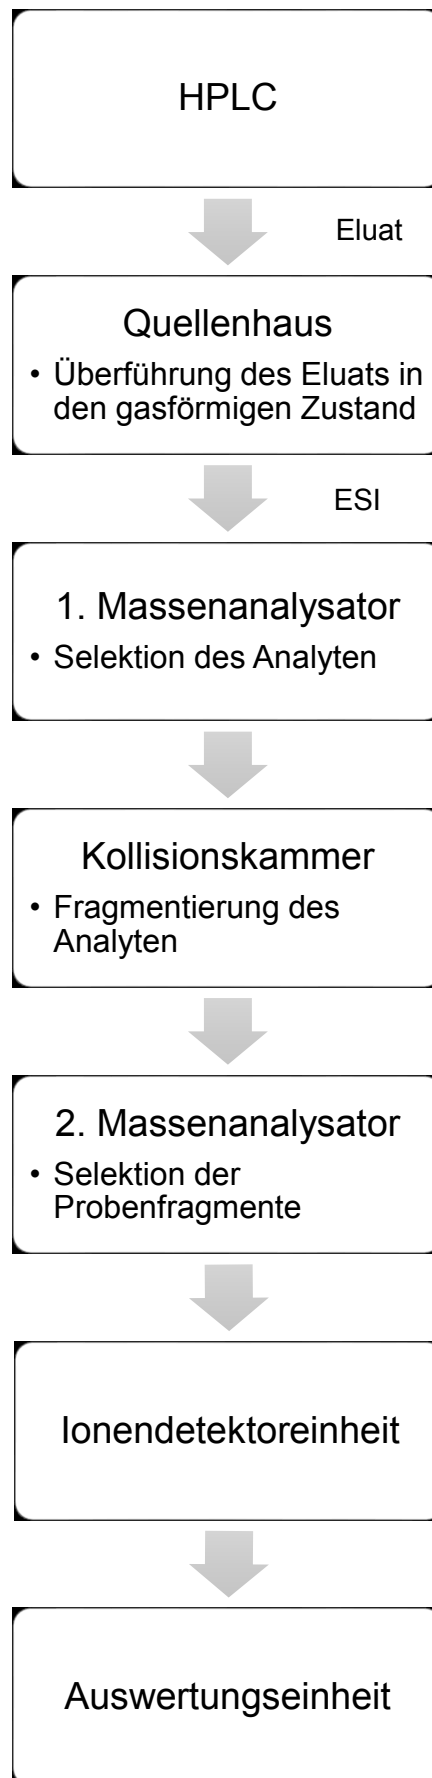 HPLC
Eluat
Quellenhaus
• Überführung des Eluats in
den gasförmigen Zustand
ESI
1. Massenanalysator
• Selektion des Analyten
Kollisionskammer
• Fragmentierung des
Analyten
2. Massenanalysator
• Selektion der
Probenfragmente
Ionendetektoreinheit
Auswertungseinheit